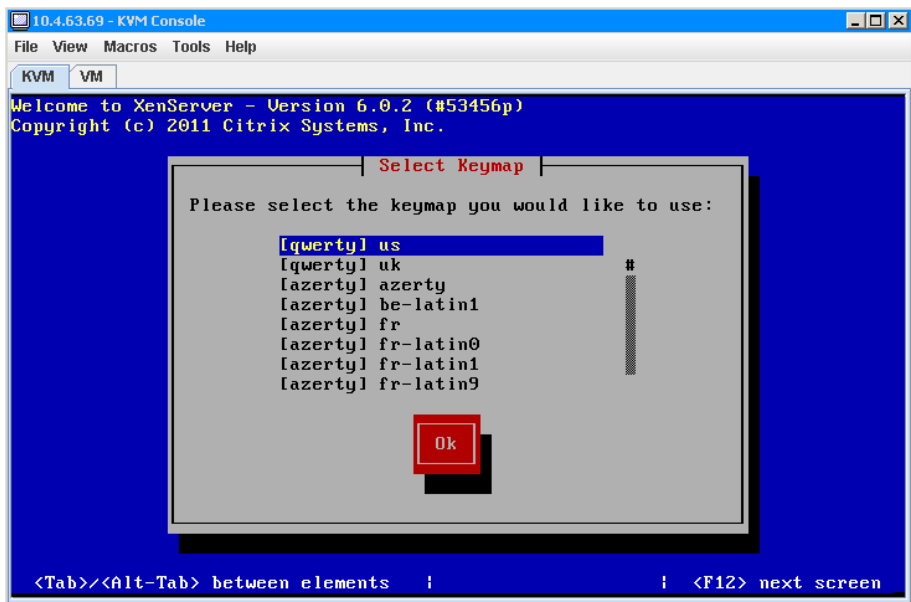 10.4.63.69 - KVM Console
File View Macros Tools Help
KVM VM
Welcome to XenServer - Version 6.0.2 (#53456p)
Copyright (c) 2011 Citrix Systems, Inc.
Select Keymap
Please select the keymap you would like to use:
[qwerty] us
[qwerty] uk #
[azerty] azerty
[azerty] be-latin1
[azerty] fr
[azerty] fr-latin0
[azerty] fr-latin1
[azerty] fr-latin9
Ok
<Tab>/<Alt-Tab> between elements | | <F12> next screen